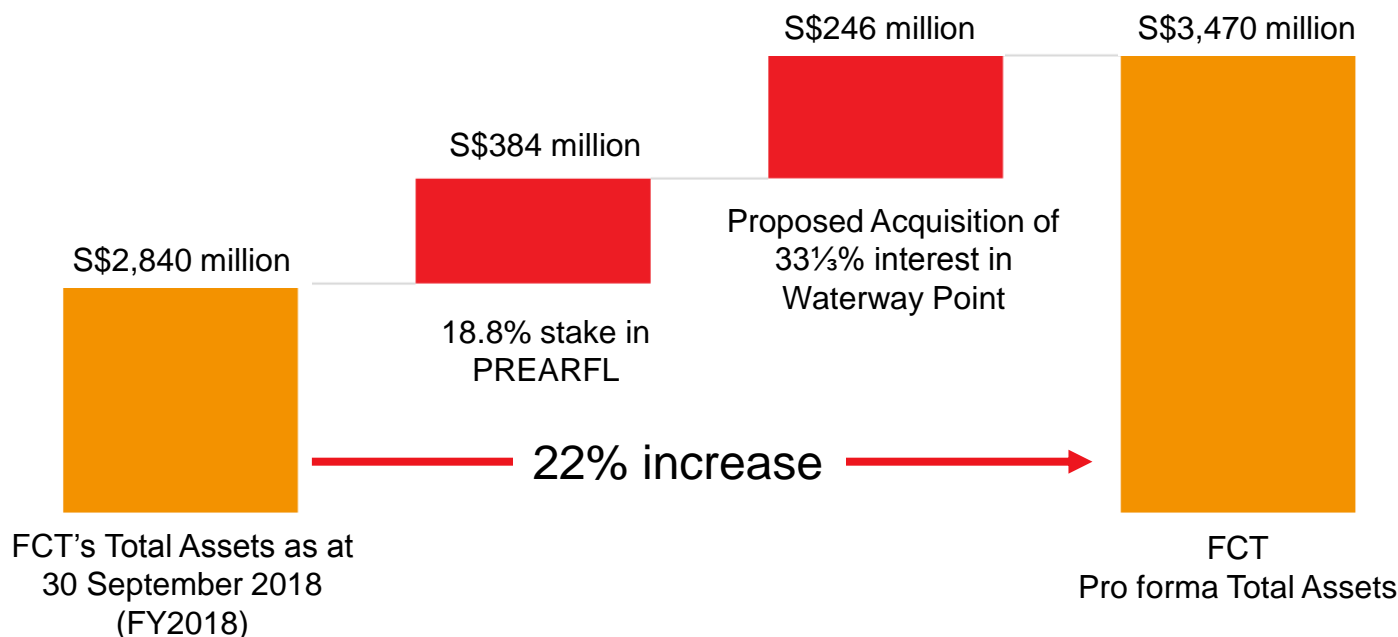 S$246 million
S$3,470 million
S$384 million
Proposed Acquisition of
33⅓% interest in
Waterway Point
S$2,840 million
18.8% stake in
PREARFL
22% increase
FCT’s Total Assets as at
30 September 2018
(FY2018)
FCT
Pro forma Total Assets